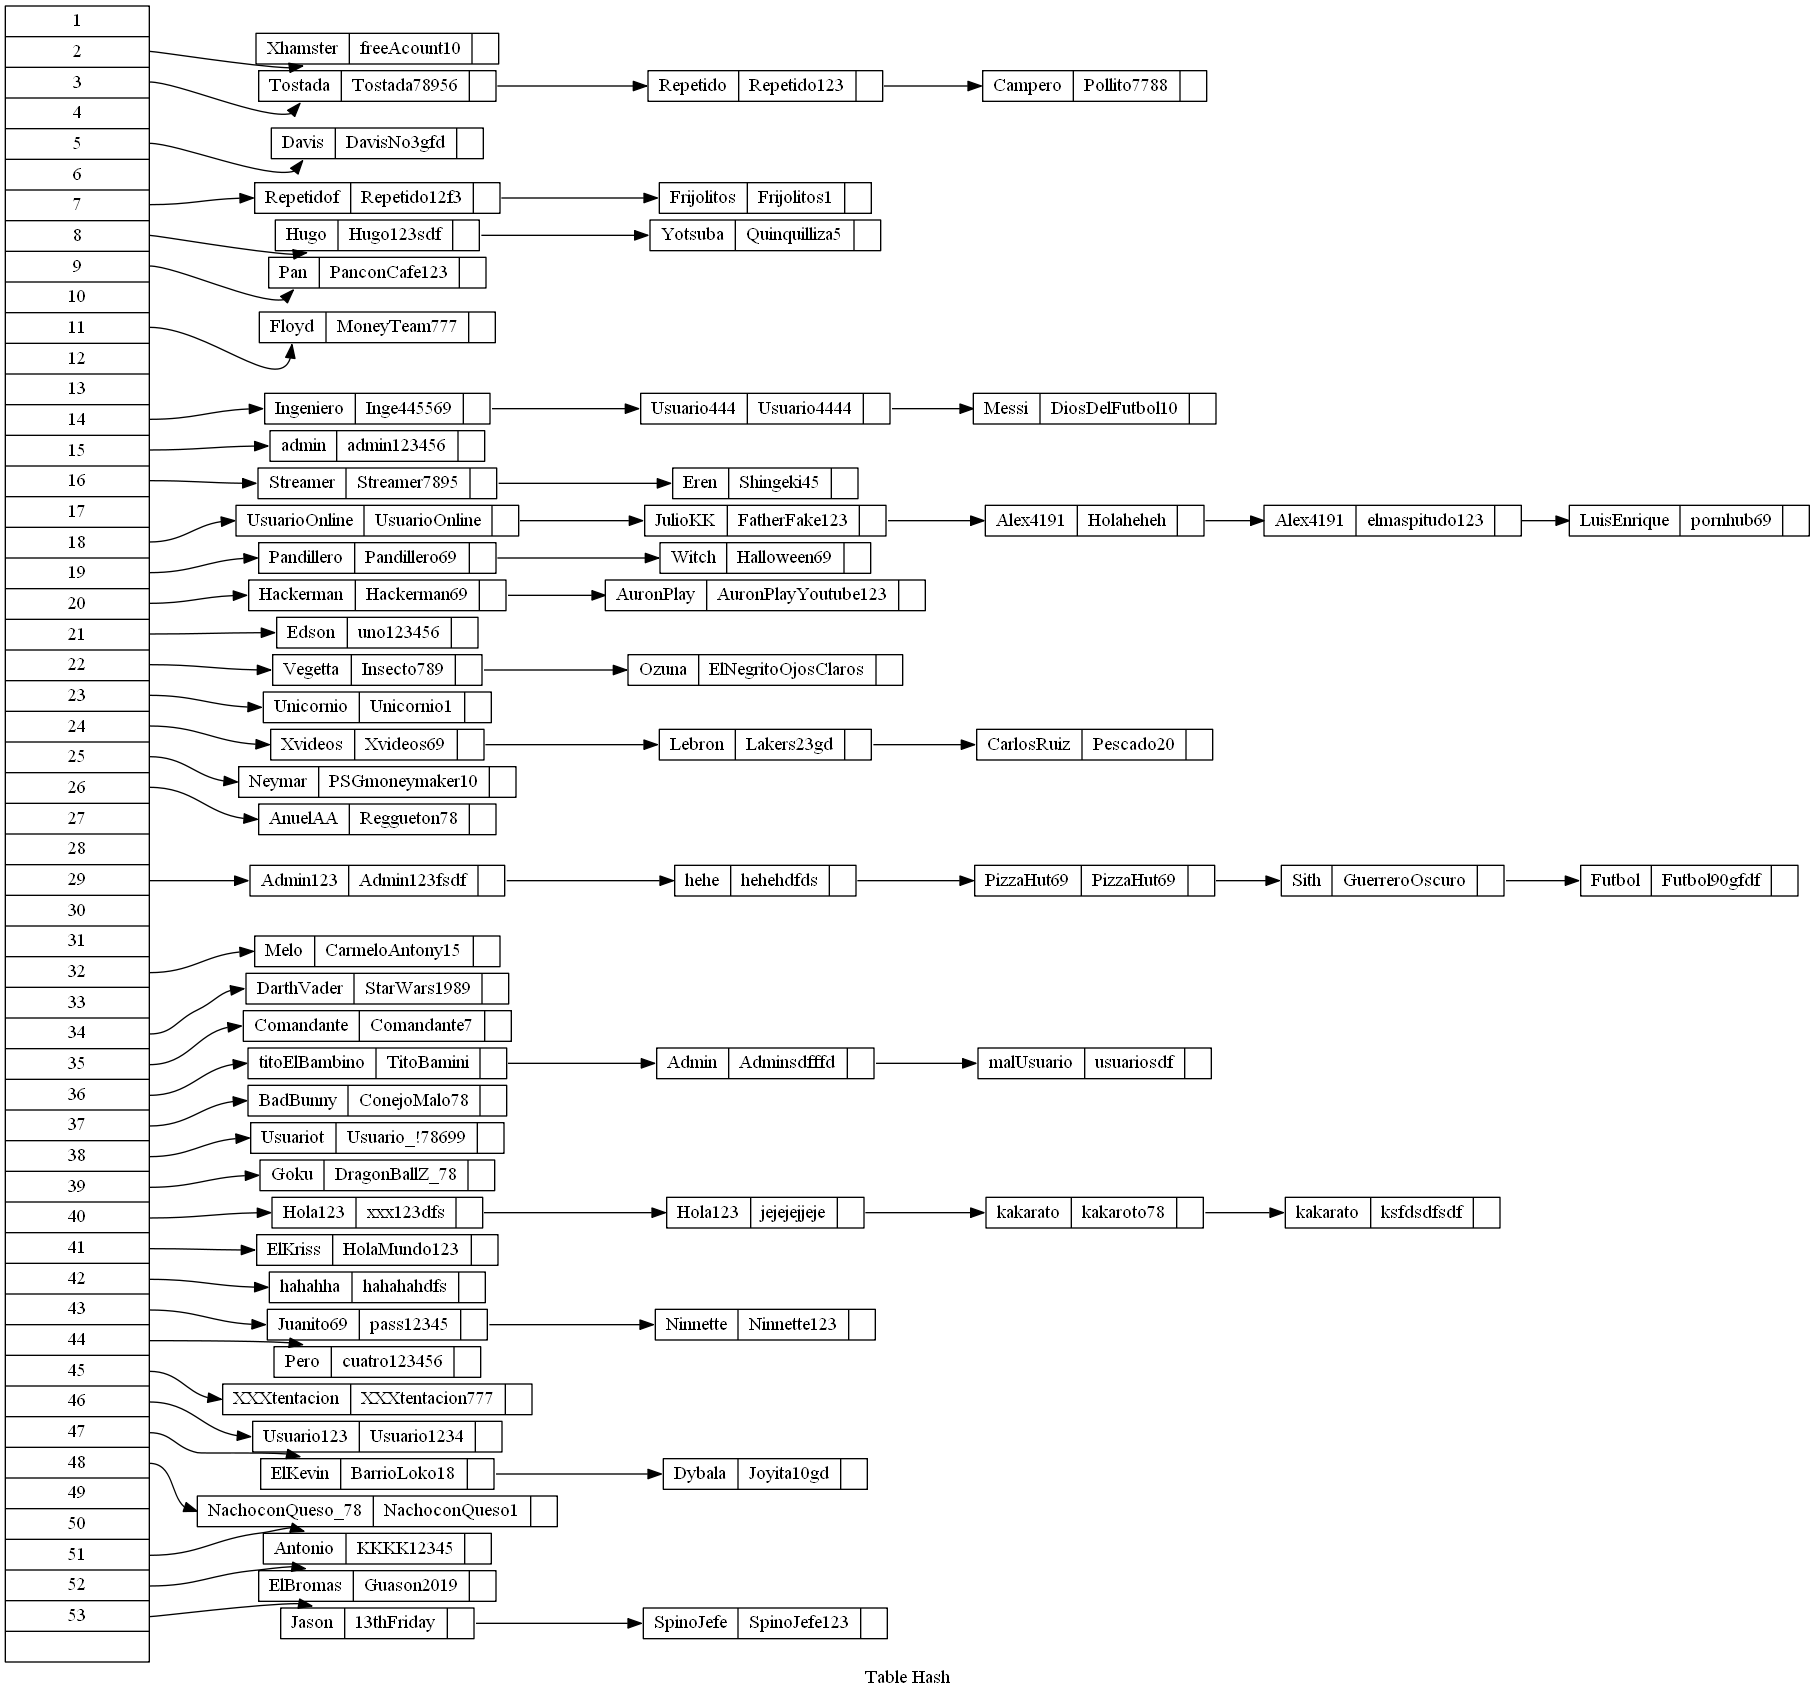 1
2
Xhamster freeAcount10
3
Tostada Tostada78956 Repetido Repetido123 Campero Pollito7788
4
5
Davis DavisNo3gfd
6
7
Repetidof Repetido12f3 Frijolitos Frijolitos1
8
Hugo Hugo123sdf Yotsuba Quinquilliza5
9
Pan PanconCafe123
10
11
Floyd MoneyTeam777
12
13
14
Ingeniero Inge445569 Usuario444 Usuario4444 Messi DiosDelFutbol10
15
admin admin123456
16
Streamer Streamer7895 Eren Shingeki45
17
18
UsuarioOnline UsuarioOnline JulioKK FatherFake123 Alex4191 Holaheheh Alex4191 elmaspitudo123 LuisEnrique pornhub69
19
Pandillero Pandillero69 Witch Halloween69
20
Hackerman Hackerman69 AuronPlay AuronPlayYoutube123
21
Edson uno123456
22
Vegetta Insecto789 Ozuna ElNegritoOjosClaros
23
Unicornio Unicornio1
24
Xvideos Xvideos69 Lebron Lakers23gd CarlosRuiz Pescado20
25
Neymar PSGmoneymaker10
26
AnuelAA Reggueton78
27
28
29
Admin123 Admin123fsdf hehe hehehdfds PizzaHut69 PizzaHut69 Sith GuerreroOscuro Futbol Futbol90gfdf
30
31
32
Melo CarmeloAntony15
33
34
DarthVader StarWars1989
35
Comandante Comandante7
36
titoElBambino TitoBamini Admin Adminsdfffd malUsuario usuariosdf
37
BadBunny ConejoMalo78
38
Usuariot Usuario_!78699
39
Goku DragonBallZ_78
40
Hola123 xxx123dfs Hola123 jejejejjeje kakarato kakaroto78 kakarato ksfdsdfsdf
41
ElKriss HolaMundo123
42
hahahha hahahahdfs
43
Juanito69 pass12345 Ninnette Ninnette123
44
Pero cuatro123456
45
XXXtentacion XXXtentacion777
46
Usuario123 Usuario1234
47
ElKevin BarrioLoko18 Dybala Joyita10gd
48
NachoconQueso_78 NachoconQueso1
49
50
51
Antonio KKKK12345
52
ElBromas Guason2019
53
Jason 13thFriday SpinoJefe SpinoJefe123
Table Hash